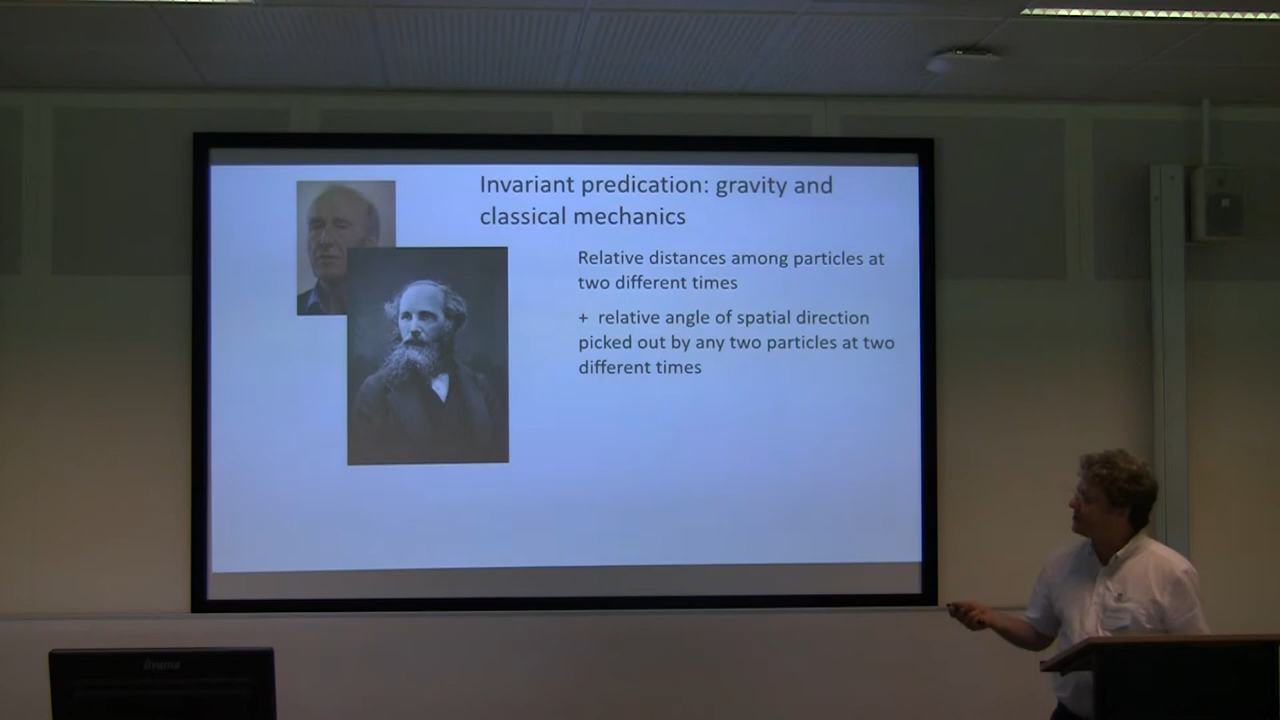 Invariant predication: gravity and
classical mechanics
Relative distances among particles at
two different times
+ relative angle of spatial direction
picked out by any two particles at two
different times
iiyama